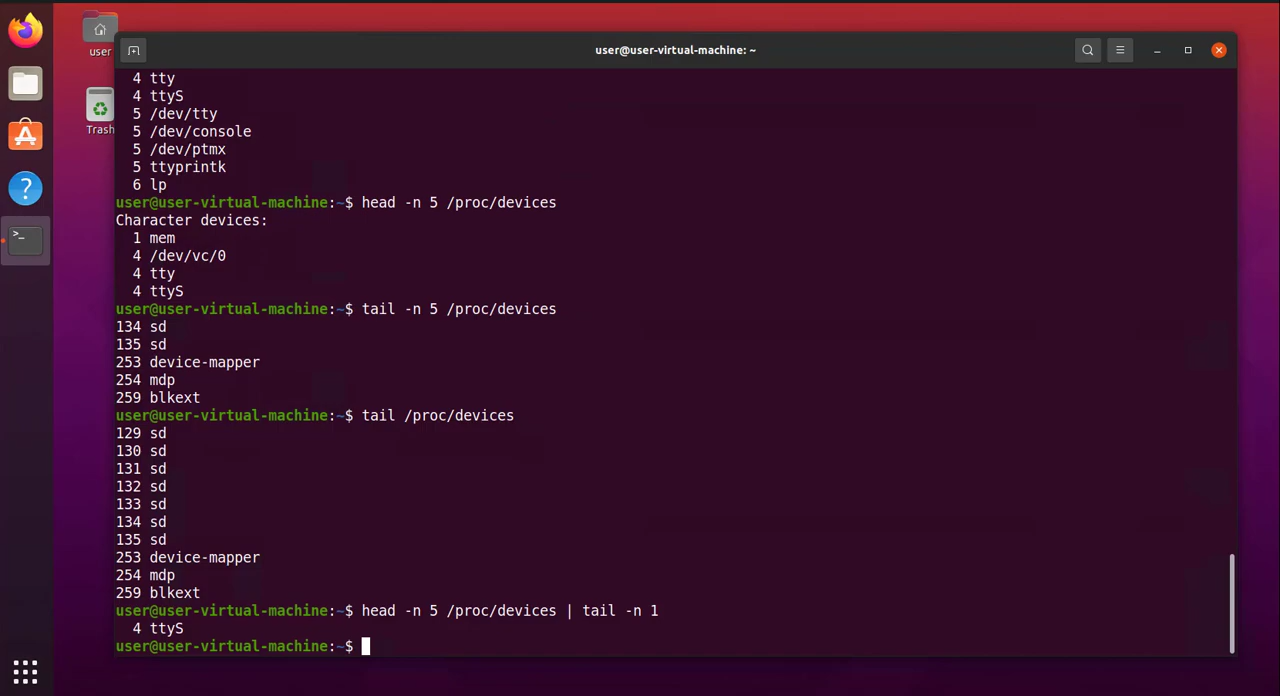 user@user-virtual-machine: ~
user
Trash
4 tty
4 ttyS
5 /dev/tty
5 /dev/console
5 /dev/ptmx
5 ttyprintk
6 lp
user@user-virtual-machine:~$ head -n 5 /proc/devices
Character devices:
1 mem
4 /dev/vc/0
4 tty
4 ttyS
user@user-virtual-machine:~$ tail -n 5 /proc/devices
134 sd
135 sd
253 device-mapper
254 mdp
259 blkext
user@user-virtual-machine:~$ tail /proc/devices
129 sd
130 sd
131 sd
132 sd
133 sd
134 sd
135 sd
253 device-mapper
254 mdp
259 blkext
user@user-virtual-machine:~$ head -n 5 /proc/devices | tail -n 1
4 ttyS
user@user-virtual-machine:~$